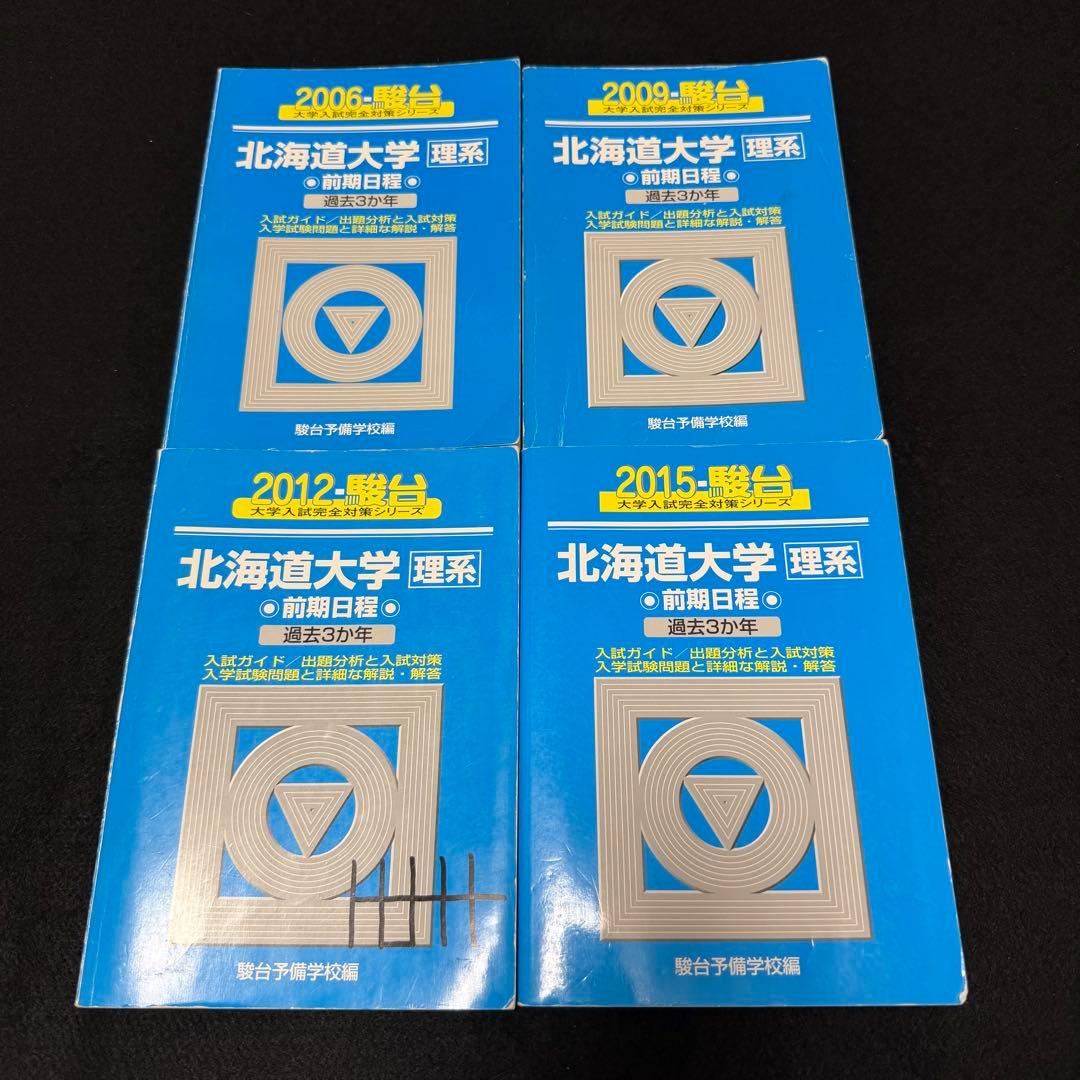 2006-駿台
大学入試完全対策シリーズ
北海道大学 理系
前期日程
過去3か年
入試ガイド／出題分析と入試対策
入学試験問題と詳細な解説・解答
駿台予備学校編
2009-駿台
大学入試完全対策シリーズ
北海道大学 理系
前期日程
過去3か年
入試ガイド／出題分析と入試対策
入学試験問題と詳細な解説・解答
駿台予備学校編
2012-駿台
大学入試完全対策シリーズ
北海道大学 理系
前期日程
過去3か年
入試ガイド／出題分析と入試対策
入学試験問題と詳細な解説・解答
駿台予備学校編
2015-駿台
大学入試完全対策シリーズ
北海道大学 理系
前期日程
過去3か年
入試ガイド／出題分析と入試対策
入学試験問題と詳細な解説・解答
駿台予備学校編